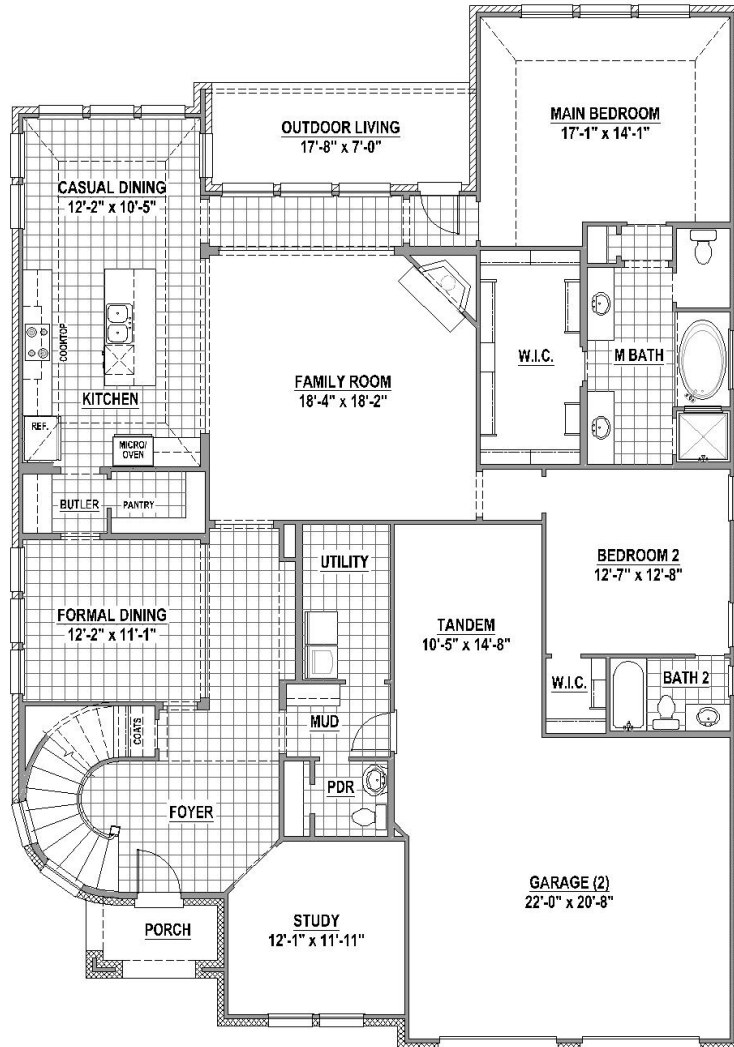 MAIN BEDROOM
17'-1" x 14'-1"
OUTDOOR LIVING
17'-8" x 7'-0"
CASUAL DINING
12'-2" x 10'-5"
COOKTOP
KITCHEN
REF.
MICRO/
OVEN
FAMILY ROOM
18'-4" x 18'-2"
W.I.C.
M BATH
BUTLER
PANTRY
UTILITY
FORMAL DINING
12'-2" x 11'-1"
TANDEM
10'-5" x 14'-8"
BEDROOM 2
12'-7" x 12'-8"
W.I.C.
BATH 2
COATS
MUD
PDR
FOYER
PORCH
STUDY
12'-1" x 11'-11"
GARAGE (2)
22'-0" x 20'-8"